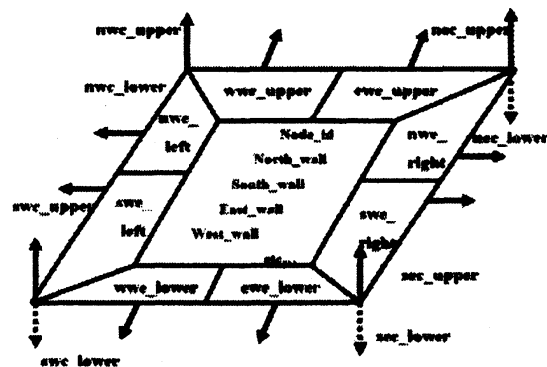 nwc_upper
nec_upper
nwc_lower
wwe_upper
ewe_upper
nwe_
left
Node_id
nwe_
right
nec_lower
North_wall
South_wall
East_wall
West_wall
etc..
swc_upper
swe_
left
swe_
right
sec_upper
wwe_lower
ewe_lower
swc_lower
sec_lower